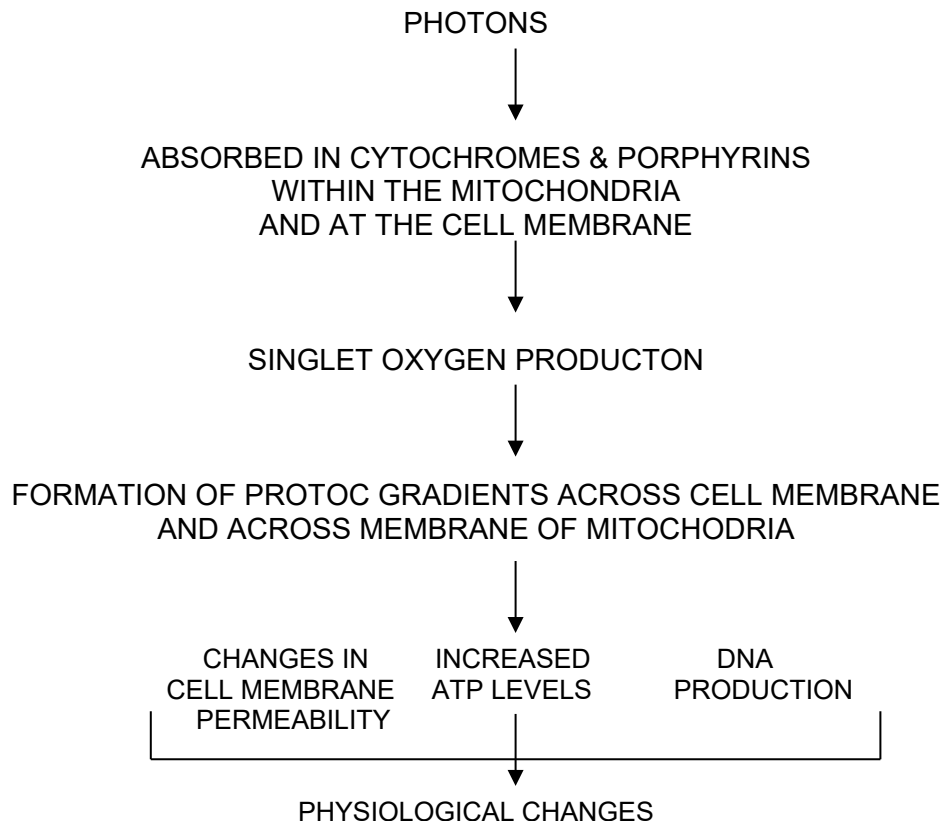 PHOTONS
ABSORBED IN CYTOCHROMES & PORPHYRINS
WITHIN THE MITOCHONDRIA
AND AT THE CELL MEMBRANE
SINGLET OXYGEN PRODUCTON
FORMATION OF PROTOC GRADIENTS ACROSS CELL MEMBRANE
AND ACROSS MEMBRANE OF MITOCHODRIA
CHANGES IN
CELL MEMBRANE
PERMEABILITY
INCREASED
ATP LEVELS
DNA
PRODUCTION
PHYSIOLOGICAL CHANGES